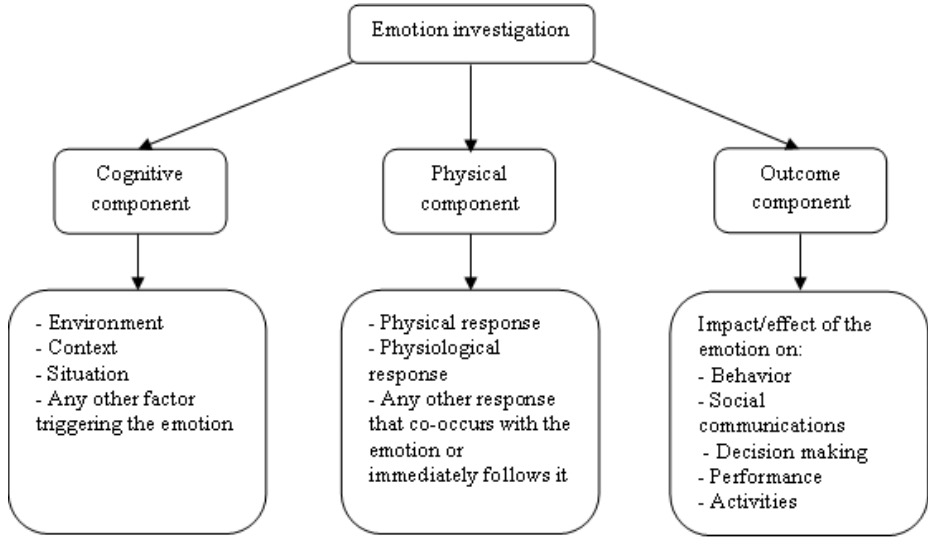 Emotion investigation
Cognitive
component
Physical
component
Outcome
component
- Environment
- Context
- Situation
- Any other factor
triggering the emotion
- Physical response
- Physiological
response
- Any other response
that co-occurs with the
emotion or
immediately follows it
Impact/effect of the
emotion on:
- Behavior
- Social
communications
- Decision making
- Performance
- Activities